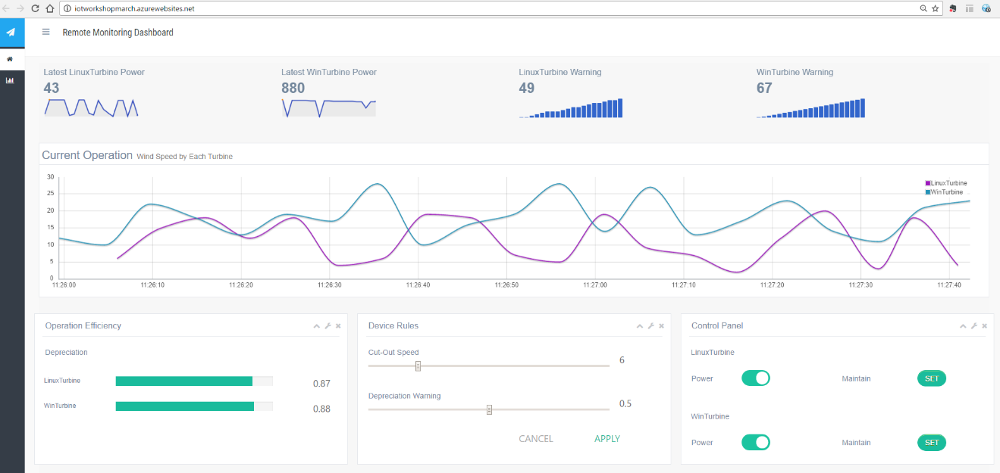 iotworkshopmarch.azurewebsites.net
Remote Monitoring Dashboard
Latest LinuxTurbine Power
43
Latest WinTurbine Power
880
LinuxTurbine Warning
49
WinTurbine Warning
67
Current Operation Wind Speed by Each Turbine
30
25
20
15
10
5
0
LinuxTurbine
WinTurbine
11:26:00 11:26:10 11:26:20 11:26:30 11:26:40 11:26:50 11:27:00 11:27:10 11:27:20 11:27:30 11:27:40
Operation Efficiency
Depreciation
LinuxTurbine 0.87
WinTurbine 0.88
Device Rules
Cut-Out Speed
6
Depreciation Warning
0.5
CANCEL APPLY
Control Panel
LinuxTurbine
Power Maintain SET
WinTurbine
Power Maintain SET